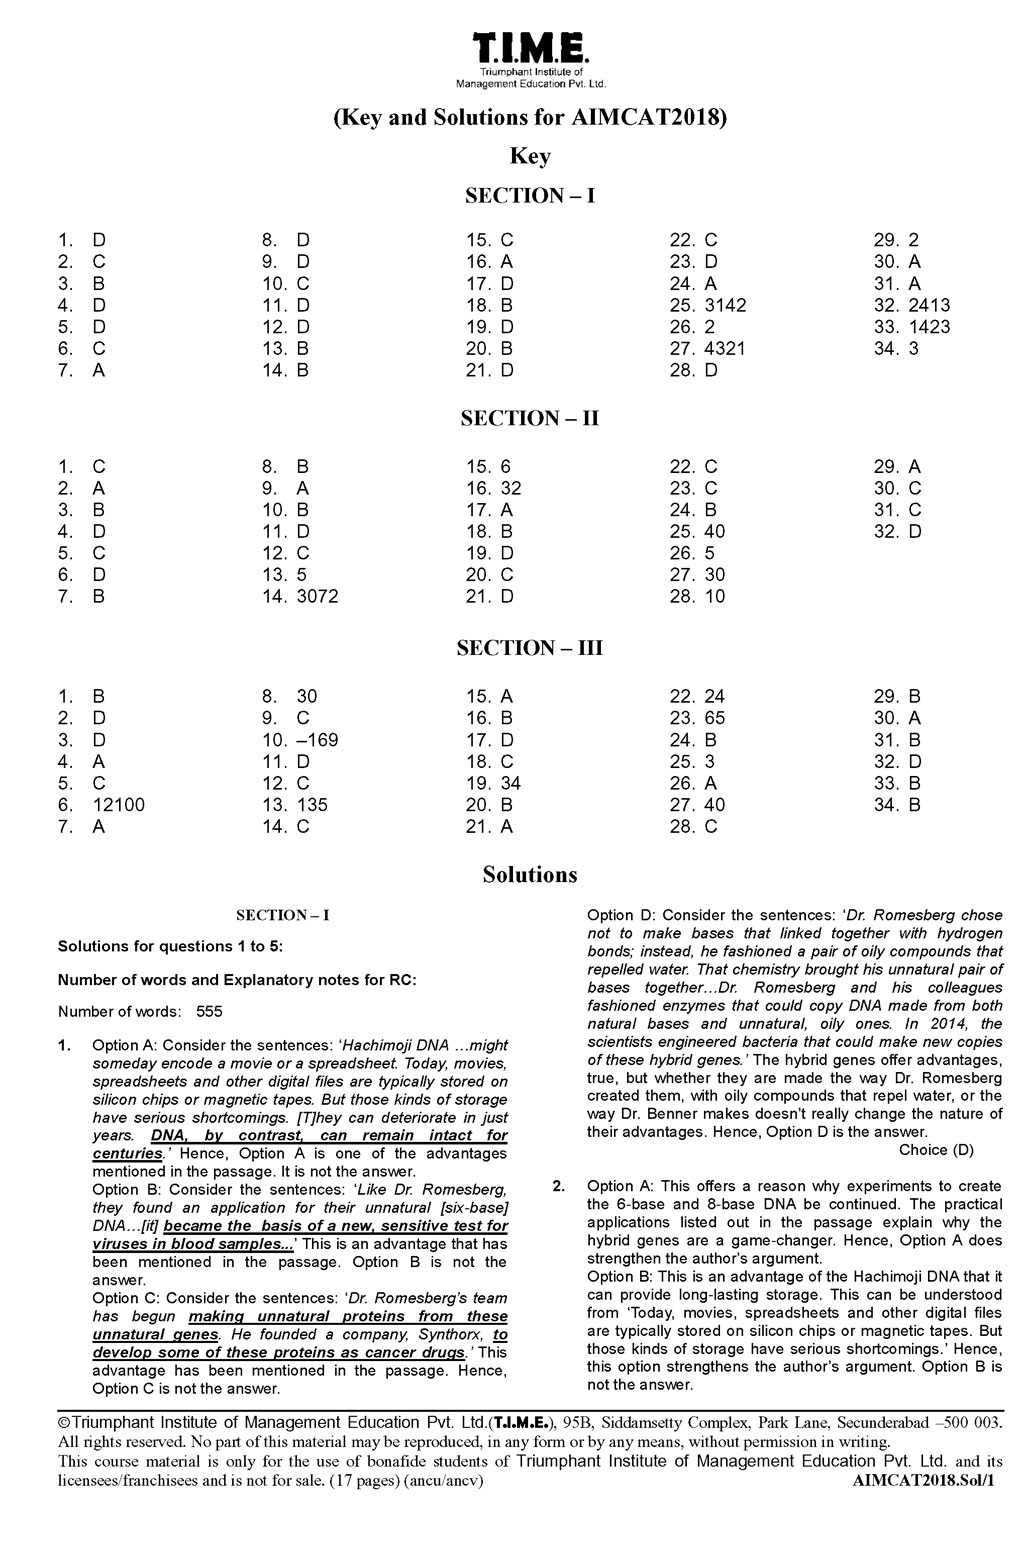 T.I.M.E.
Triumphant Institute of
Management Education Pvt. Ltd.
(Key and Solutions for AIMCAT2018)
Key
SECTION – I
1. D 8. D 15. C 22. C 29. 2
2. C 9. D 16. A 23. D 30. A
3. B 10. C 17. D 24. A 31. A
4. D 11. D 18. B 25. 3142 32. 2413
5. D 12. D 19. D 26. 2 33. 1423
6. C 13. B 20. B 27. 4321 34. 3
7. A 14. B 21. D 28. D
SECTION – II
1. C 8. B 15. 6 22. C 29. A
2. A 9. A 16. 32 23. C 30. C
3. B 10. B 17. A 24. B 31. C
4. D 11. D 18. B 25. 40 32. D
5. C 12. C 19. D 26. 5
6. D 13. 5 20. C 27. 30
7. B 14. 3072 21. D 28. 10
SECTION – III
1. B 8. 30 15. A 22. 24 29. B
2. D 9. C 16. B 23. 65 30. A
3. D 10. –169 17. D 24. B 31. B
4. A 11. D 18. C 25. 3 32. D
5. C 12. C 19. 34 26. A 33. B
6. 12100 13. 135 20. B 27. 40 34. B
7. A 14. C 21. A 28. C
Solutions
SECTION – I
Solutions for questions 1 to 5:
Number of words and Explanatory notes for RC:
Number of words: 555
1. Option A: Consider the sentences: ‘Hachimoji DNA …might
someday encode a movie or a spreadsheet. Today, movies,
spreadsheets and other digital files are typically stored on
silicon chips or magnetic tapes. But those kinds of storage
have serious shortcomings. [T]hey can deteriorate in just
years. DNA, by contrast, can remain intact for
centuries.’ Hence, Option A is one of the advantages
mentioned in the passage. It is not the answer.
Option B: Consider the sentences: ‘Like Dr. Romesberg,
they found an application for their unnatural [six-base]
DNA…[it] became the basis of a new, sensitive test for
viruses in blood samples...’ This is an advantage that has
been mentioned in the passage. Option B is not the
answer.
Option C: Consider the sentences: ‘Dr. Romesberg’s team
has begun making unnatural proteins from these
unnatural genes. He founded a company, Synthorx, to
develop some of these proteins as cancer drugs.’ This
advantage has been mentioned in the passage. Hence,
Option C is not the answer.
Option D: Consider the sentences: ‘Dr. Romesberg chose
not to make bases that linked together with hydrogen
bonds; instead, he fashioned a pair of oily compounds that
repelled water. That chemistry brought his unnatural pair of
bases together…Dr. Romesberg and his colleagues
fashioned enzymes that could copy DNA made from both
natural bases and unnatural, oily ones. In 2014, the
scientists engineered bacteria that could make new copies
of these hybrid genes.’ The hybrid genes offer advantages,
true, but whether they are made the way Dr. Romesberg
created them, with oily compounds that repel water, or the
way Dr. Benner makes doesn’t really change the nature of
their advantages. Hence, Option D is the answer.
Choice (D)
2. Option A: This offers a reason why experiments to create
the 6-base and 8-base DNA be continued. The practical
applications listed out in the passage explain why the
hybrid genes are a game-changer. Hence, Option A does
strengthen the author’s argument.
Option B: This is an advantage of the Hachimoji DNA that it
can provide long-lasting storage. This can be understood
from ‘Today, movies, spreadsheets and other digital files
are typically stored on silicon chips or magnetic tapes. But
those kinds of storage have serious shortcomings.’ Hence,
this option strengthens the author’s argument. Option B is
not the answer.
©Triumphant Institute of Management Education Pvt. Ltd.(T.I.M.E.), 95B, Siddamsetty Complex, Park Lane, Secunderabad –500 003.
All rights reserved. No part of this material may be reproduced, in any form or by any means, without permission in writing.
This course material is only for the use of bonafide students of Triumphant Institute of Management Education Pvt. Ltd. and its
licensees/franchisees and is not for sale. (17 pages) (ancu/ancv) AIMCAT2018.Sol/1